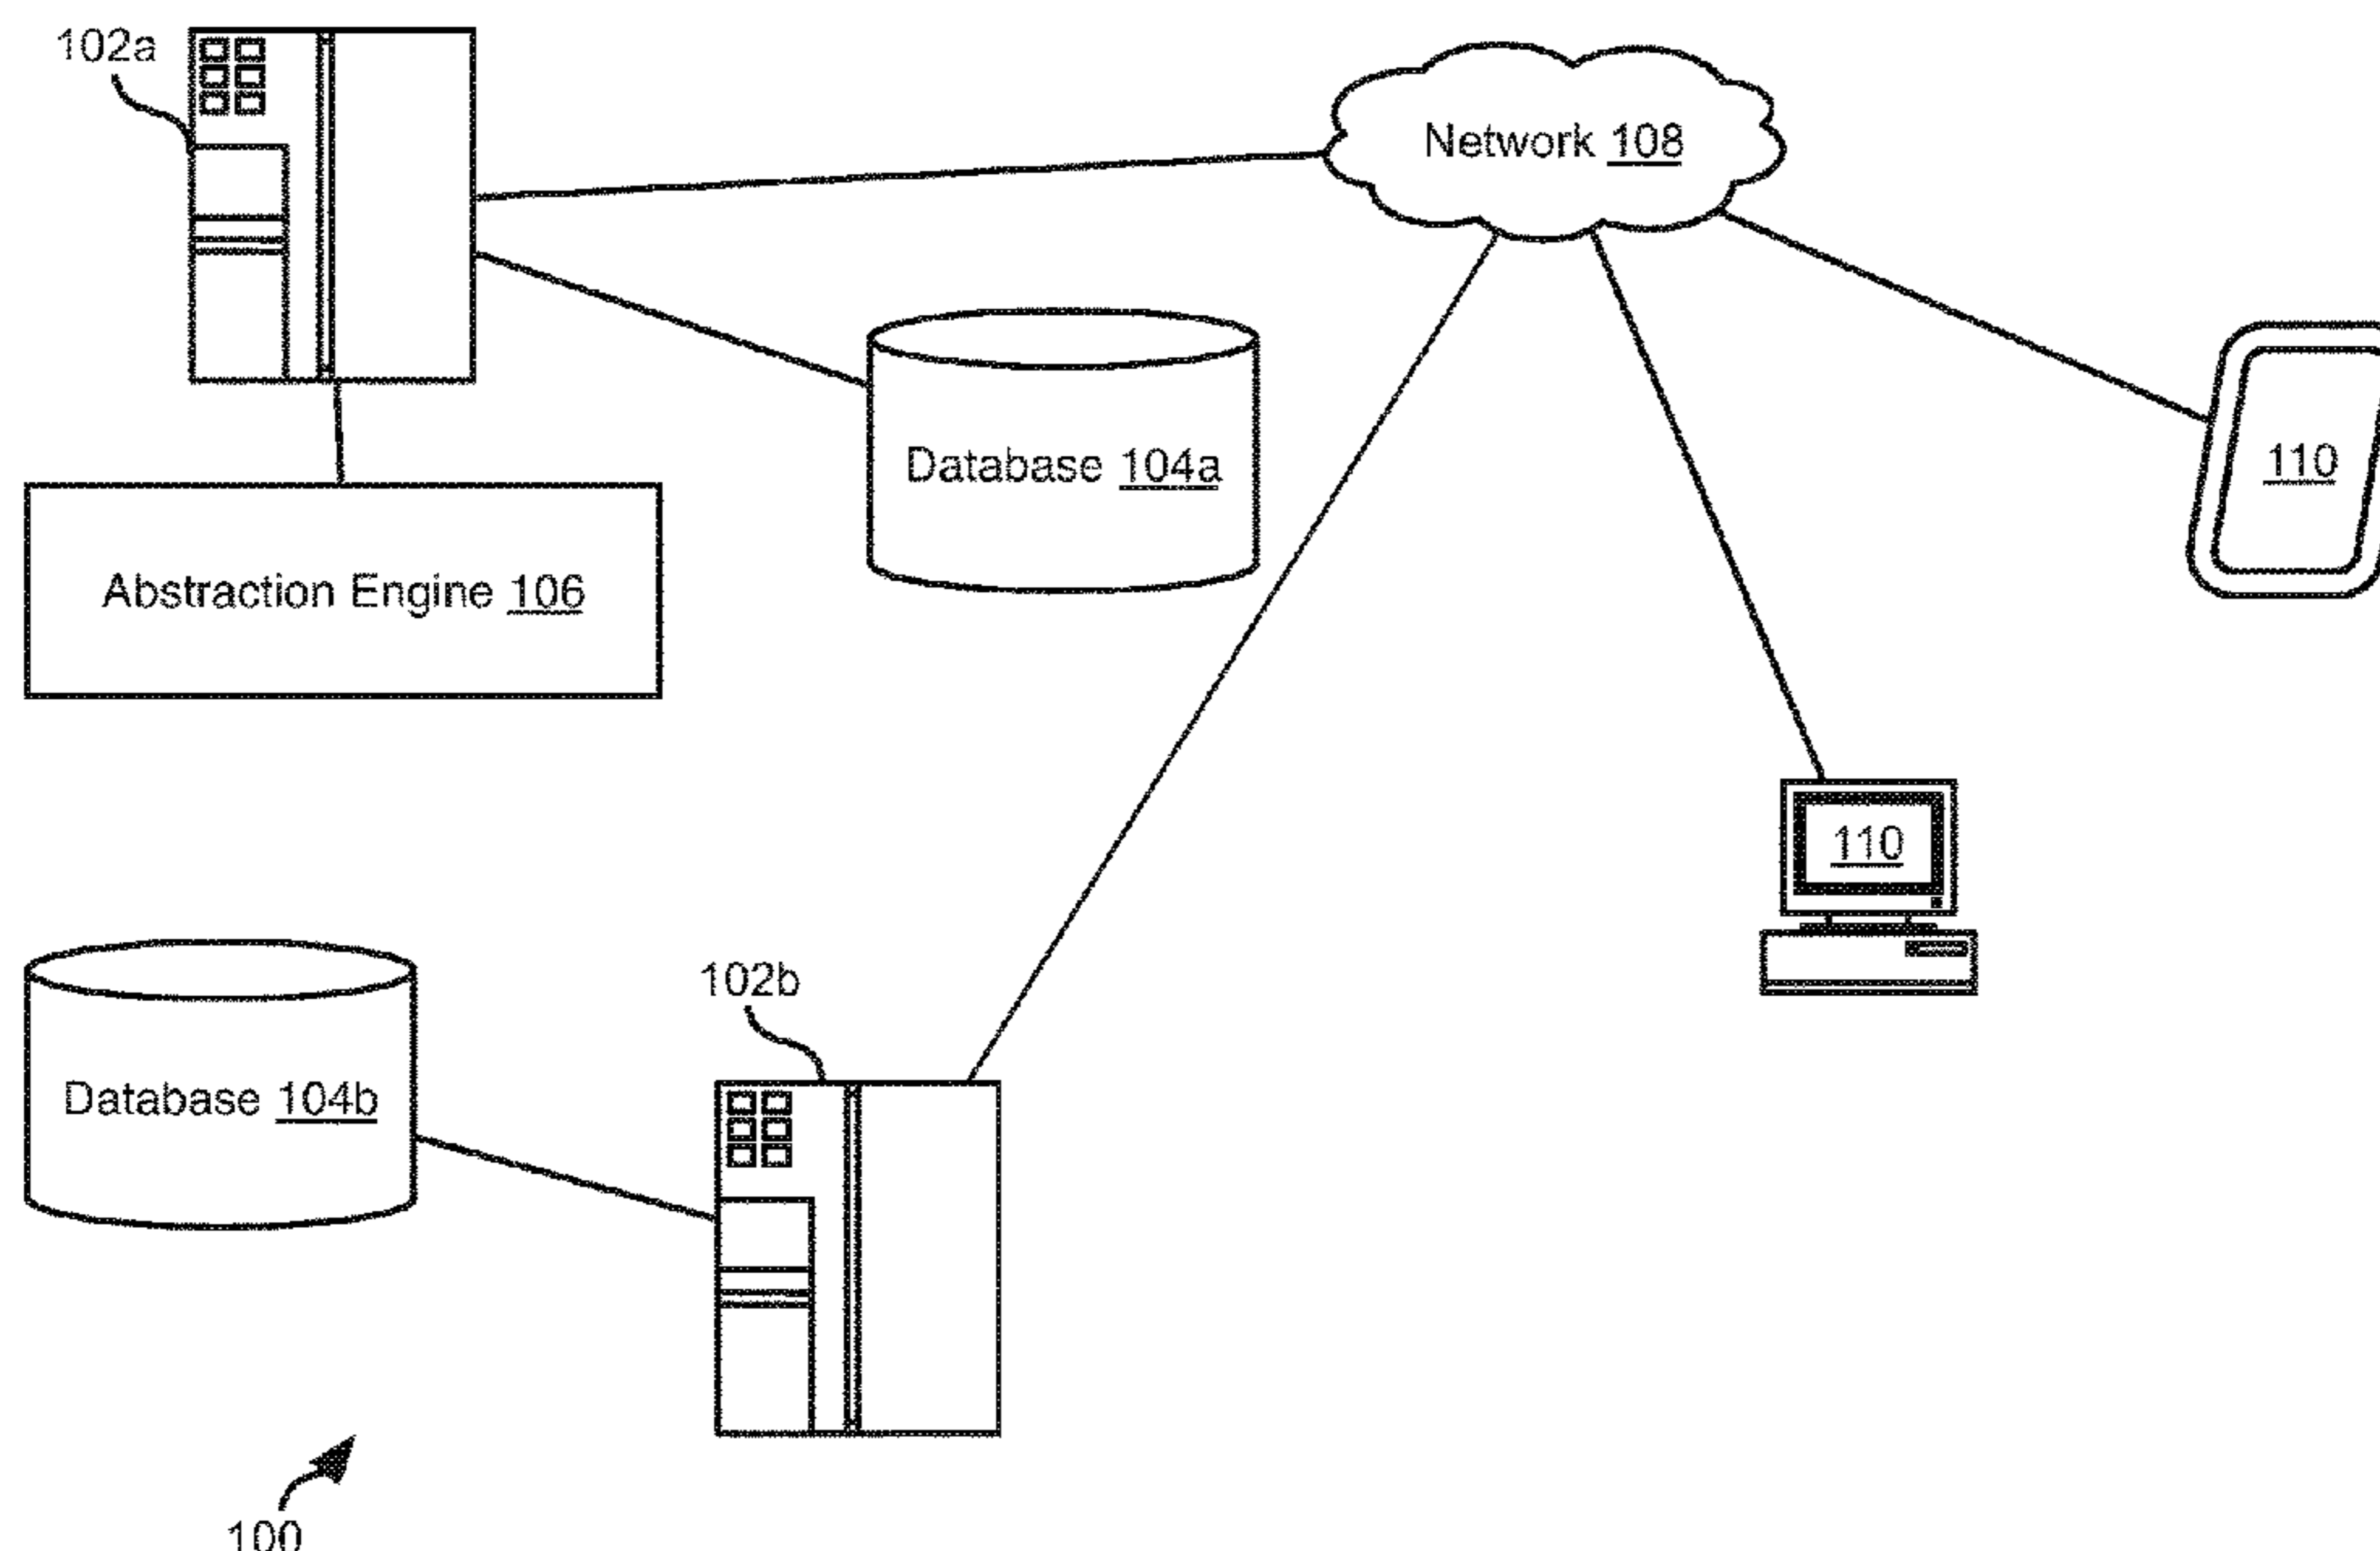 102a
Network 108
Database 104a
110
Abstraction Engine 106
110
102b
Database 104b
100